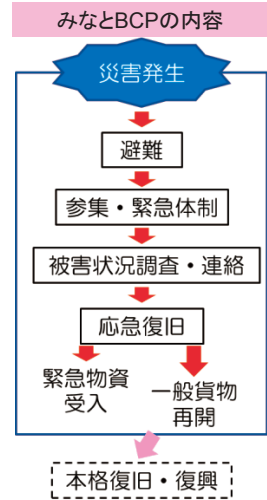 みなとBCPの内容
災害発生
避難
参集・緊急体制
被害状況調査・連絡
応急復旧
緊急物資
受入
一般貨物
再開
本格復旧・復興